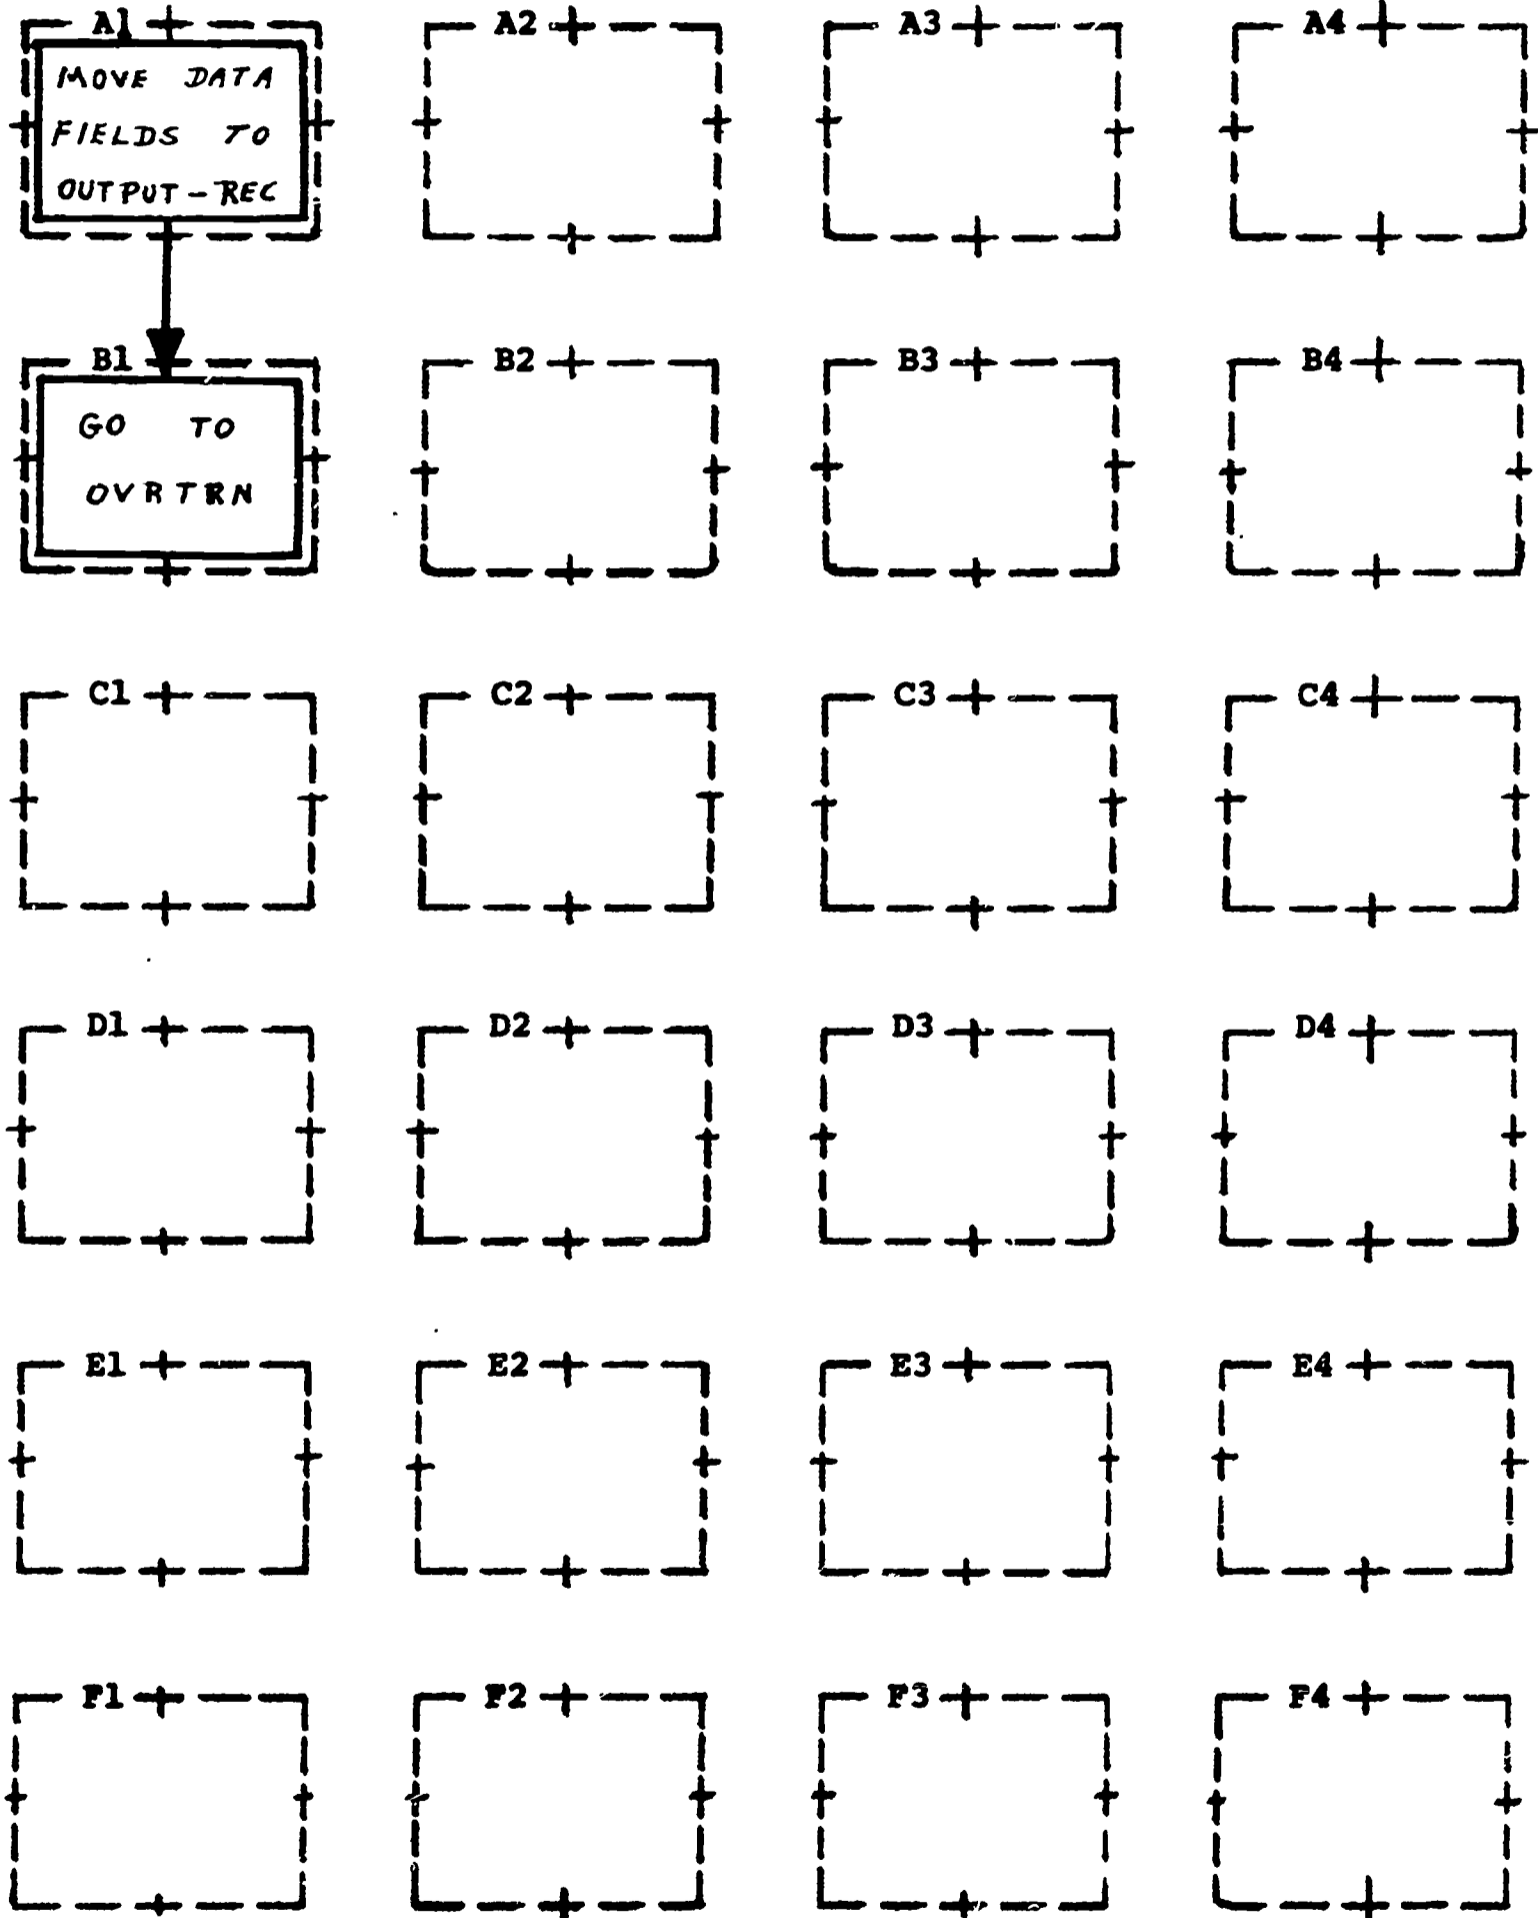 A1 A2 A3 A4
MOVE DATA
FIELDS TO
OUTPUT-REC
B1 B2 B3 B4
GO TO
OVRTRN
C1 C2 C3 C4
D1 D2 D3 D4
E1 E2 E3 E4
F1 F2 F3 F4